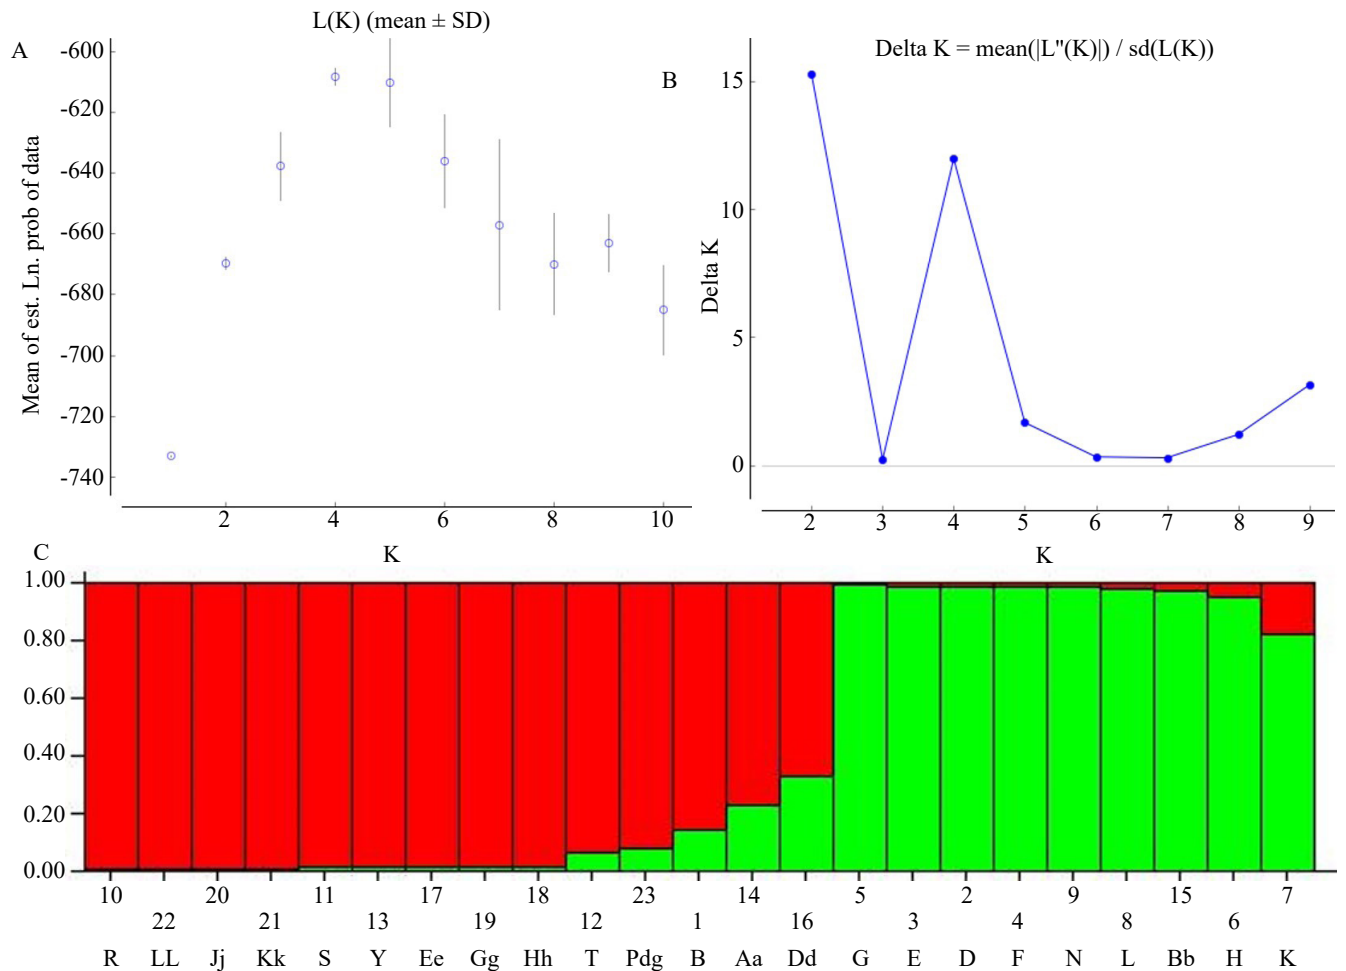 A
L(K) (mean ± SD)
Mean of est. Ln. prob of data
-600
-620
-640
-660
-680
-700
-720
-740
2 4 6 8 10
K
B
Delta K = mean(|L"(K)|) / sd(L(K))
Delta K
15
10
5
0
2 3 4 5 6 7 8 9
K
C
1.00
0.80
0.60
0.40
0.20
0.00
10 20 11 17 18 23 14 5 2 9 15 7
22 21 13 19 12 1 16 3 4 8 6
R LL Jj Kk S Y Ee Gg Hh T Pdg B Aa Dd G E D F N L Bb H K